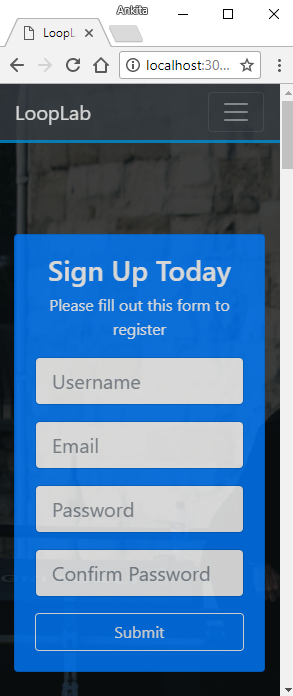 Ankita
LoopL
localhost:30...
LoopLab
Sign Up Today
Please fill out this form to
register
Username
Email
Password
Confirm Password
Submit